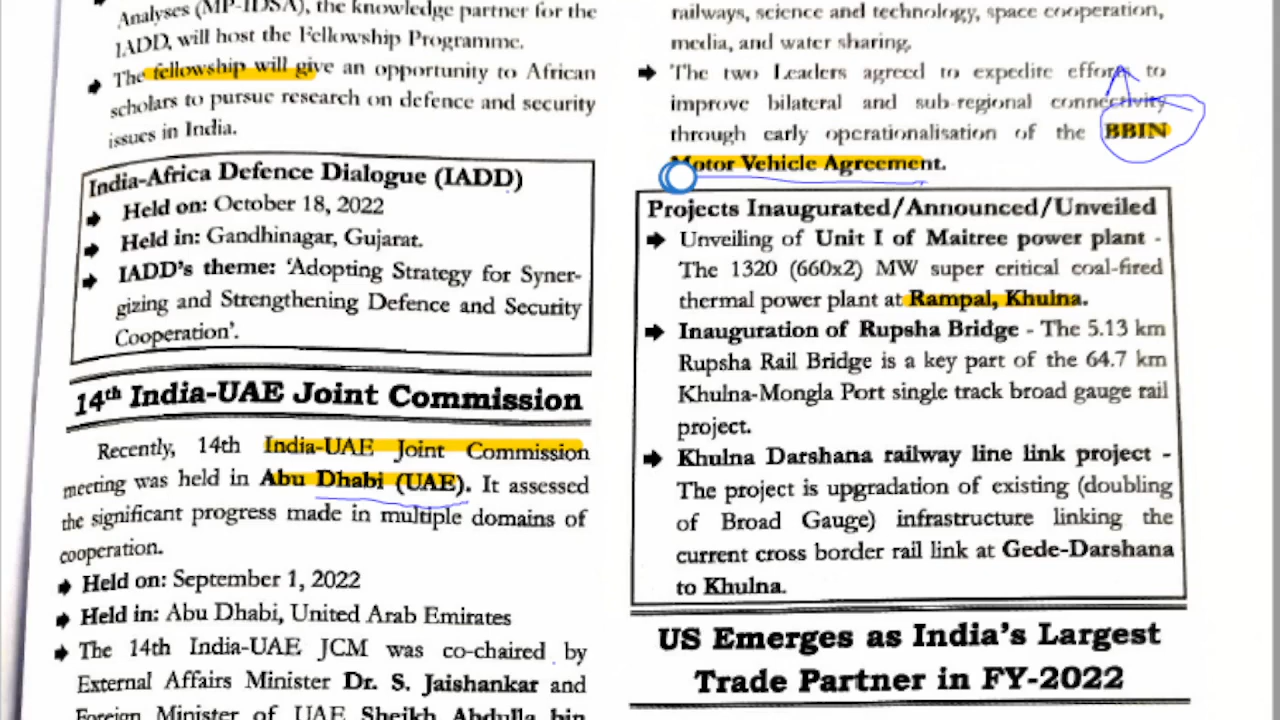 Analyses (MP-IDSA), the knowledge partner for the
IADD, will host the Fellowship Programme.
The fellowship will give an opportunity to African
scholars to pursue research on defence and security
issues in India.
India-Africa Defence Dialogue (IADD)
Held on: October 18, 2022
Held in: Gandhinagar, Gujarat.
IADD's theme: 'Adopting Strategy for Syner-
gizing and Strengthening Defence and Security
Cooperation'.
14th India-UAE Joint Commission
Recently, 14th India-UAE Joint Commission
meeting was held in Abu Dhabi (UAE). It assessed
the significant progress made in multiple domains of
cooperation.
Held on: September 1, 2022
Held in: Abu Dhabi, United Arab Emirates
The 14th India-UAE JCM was co-chaired by
External Affairs Minister Dr. S. Jaishankar and
Foreign Minister of UAE Sheikh Abdulla bin
railways, science and technology, space cooperation,
media, and water sharing.
The two Leaders agreed to expedite efforts to
improve bilateral and sub-regional connectivity
through early operationalisation of the BBIN
Motor Vehicle Agreement.
Projects Inaugurated/Announced/Unveiled
Unveiling of Unit I of Maitree power plant -
The 1320 (660x2) MW super critical coal-fired
thermal power plant at Rampal, Khulna.
Inauguration of Rupsha Bridge - The 5.13 km
Rupsha Rail Bridge is a key part of the 64.7 km
Khulna-Mongla Port single track broad gauge rail
project.
Khulna Darshana railway line link project -
The project is upgradation of existing (doubling
of Broad Gauge) infrastructure linking the
current cross border rail link at Gede-Darshana
to Khulna.
US Emerges as India's Largest
Trade Partner in FY-2022